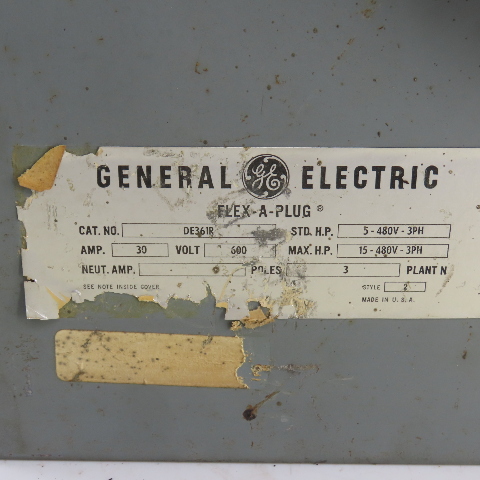 GENERAL GE ELECTRIC
FLEX-A-PLUG ®
CAT. NO. DE361R STD. H.P. 5-480V-3PH
AMP. 30 VOLT 600 MAX. H.P. 15-480V-3PH
NEUT. AMP. POLES 3 PLANT N
SEE NOTE INSIDE COVER STYLE 2
MADE IN U.S.A.